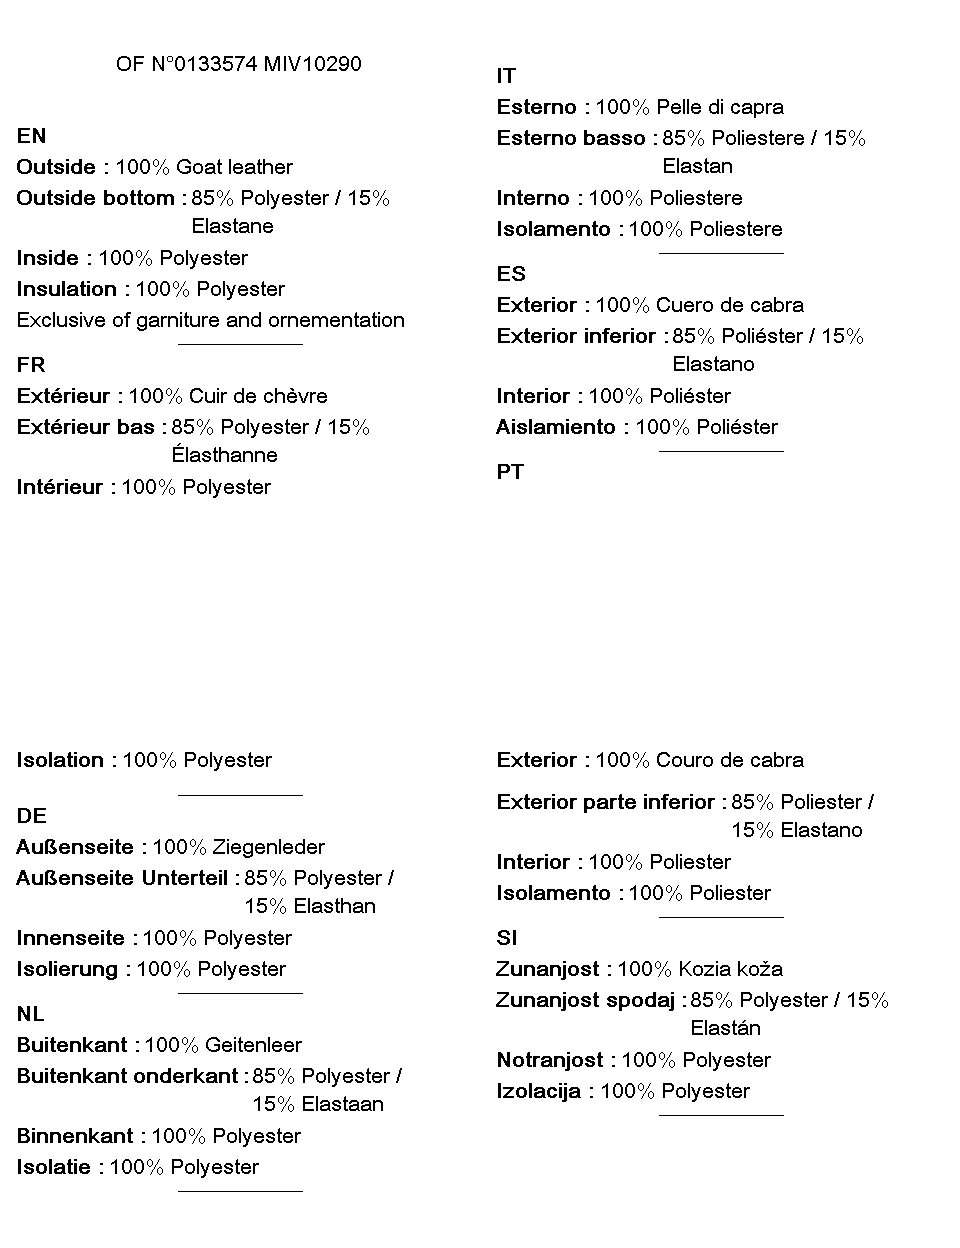 OF N°0133574 MIV10290
EN
Outside : 100% Goat leather
Outside bottom : 85% Polyester / 15%
Elastane
Inside : 100% Polyester
Insulation : 100% Polyester
Exclusive of garniture and ornementation
FR
Extérieur : 100% Cuir de chèvre
Extérieur bas : 85% Polyester / 15%
Élasthanne
Intérieur : 100% Polyester
Isolation : 100% Polyester
DE
Außenseite : 100% Ziegenleder
Außenseite Unterteil : 85% Polyester /
15% Elasthan
Innenseite : 100% Polyester
Isolierung : 100% Polyester
NL
Buitenkant : 100% Geitenleer
Buitenkant onderkant : 85% Polyester /
15% Elastaan
Binnenkant : 100% Polyester
Isolatie : 100% Polyester
IT
Esterno : 100% Pelle di capra
Esterno basso : 85% Poliestere / 15%
Elastan
Interno : 100% Poliestere
Isolamento : 100% Poliestere
ES
Exterior : 100% Cuero de cabra
Exterior inferior : 85% Poliéster / 15%
Elastano
Interior : 100% Poliéster
Aislamiento : 100% Poliéster
PT
Exterior : 100% Couro de cabra
Exterior parte inferior : 85% Poliester /
15% Elastano
Interior : 100% Poliester
Isolamento : 100% Poliester
SI
Zunanjost : 100% Kozia koža
Zunanjost spodaj : 85% Polyester / 15%
Elastán
Notranjost : 100% Polyester
Izolacija : 100% Polyester